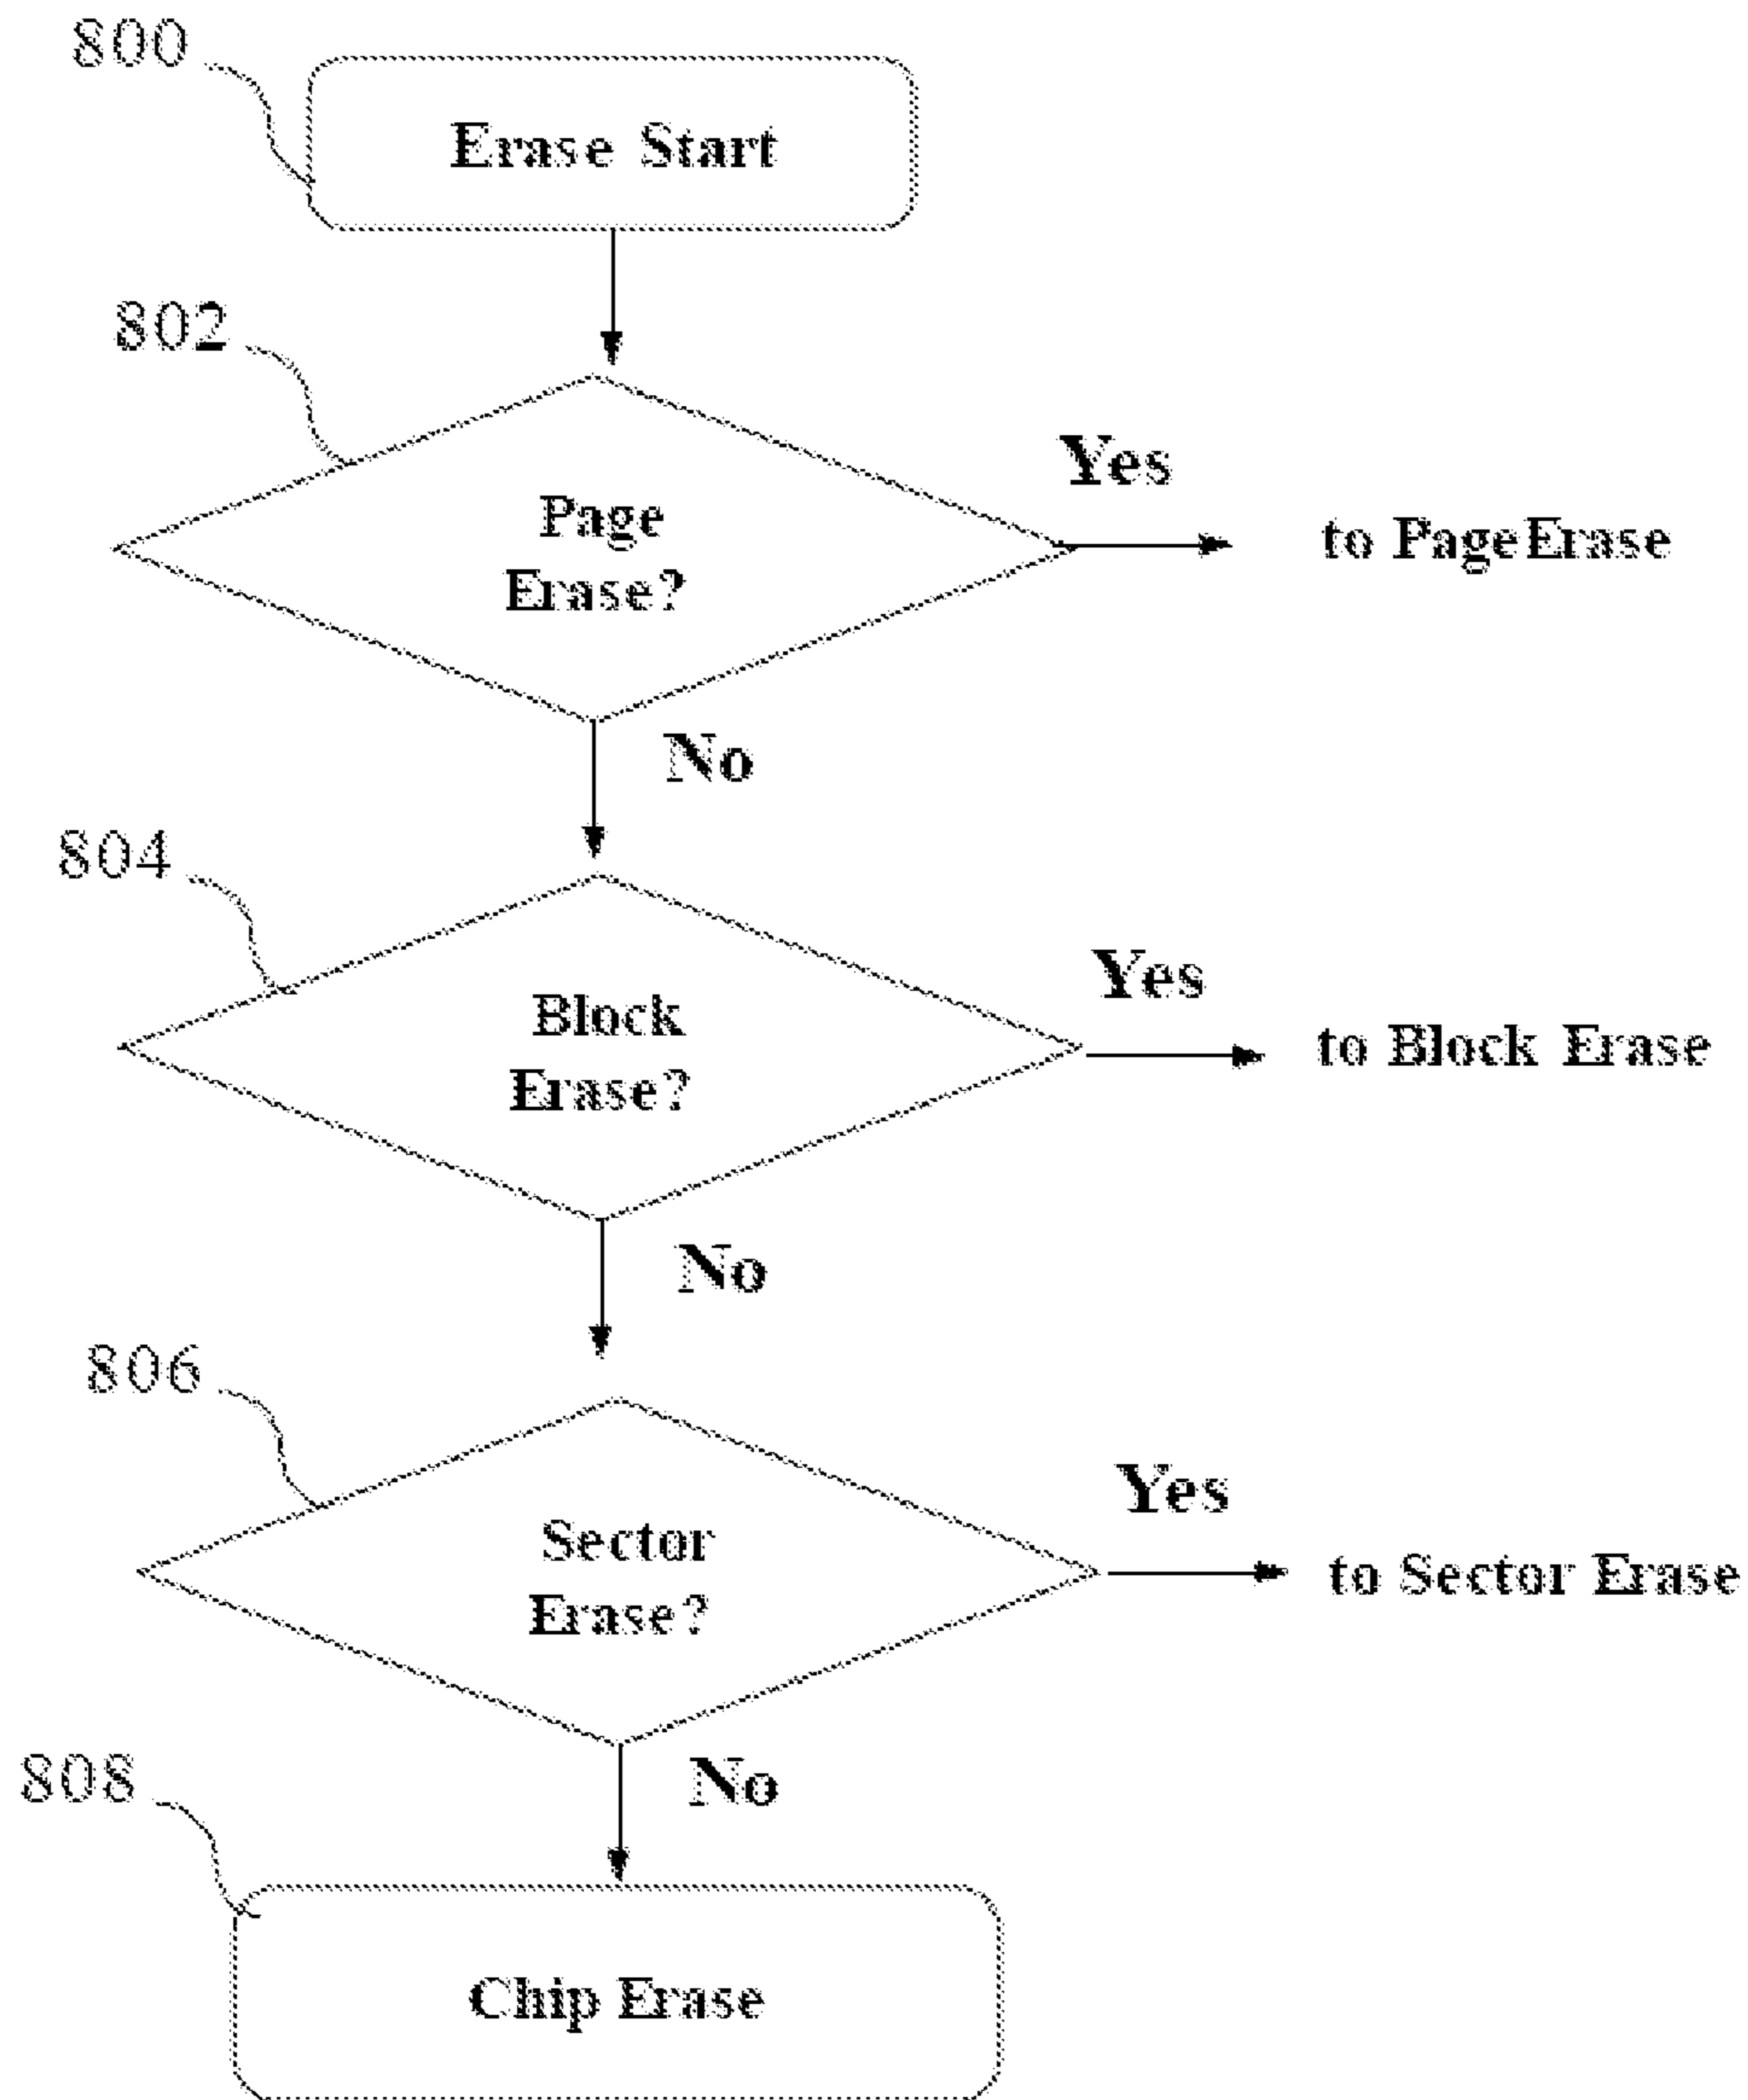 800
Erase Start
802
Page
Erase?
Yes
to PageErase
No
804
Block
Erase?
Yes
to Block Erase
No
806
Sector
Erase?
Yes
to Sector Erase
No
808
Chip Erase